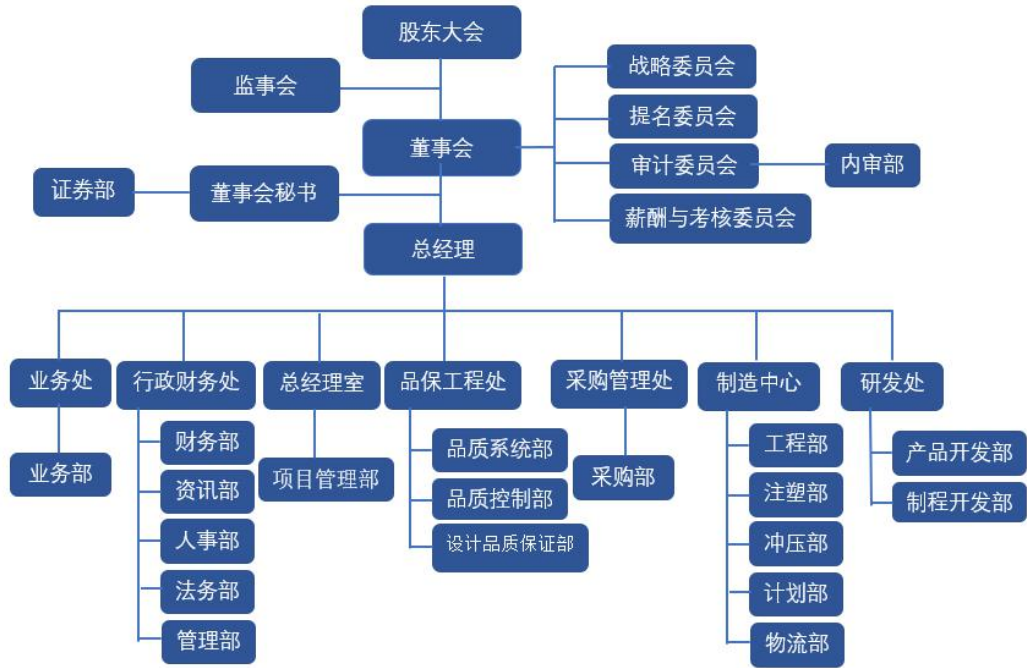 股东大会
监事会
战略委员会
提名委员会
董事会
审计委员会
内审部
证券部
董事会秘书
薪酬与考核委员会
总经理
业务处
行政财务处
总经理室
品保工程处
采购管理处
制造中心
研发处
业务部
财务部
资讯部
人事部
法务部
管理部
项目管理部
品质系统部
品质控制部
设计品质保证部
采购部
工程部
注塑部
冲压部
计划部
物流部
产品开发部
制程开发部